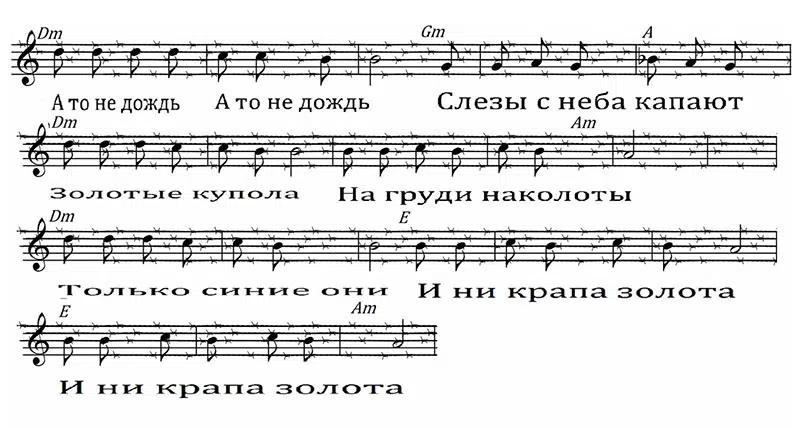 Dm Gm A
А то не дождь А то не дождь Слезы с неба капают
Dm Am
Золотые купола На груди наколоты
Dm E
Только синие они И ни крапа золота
E Am
И ни крапа золота